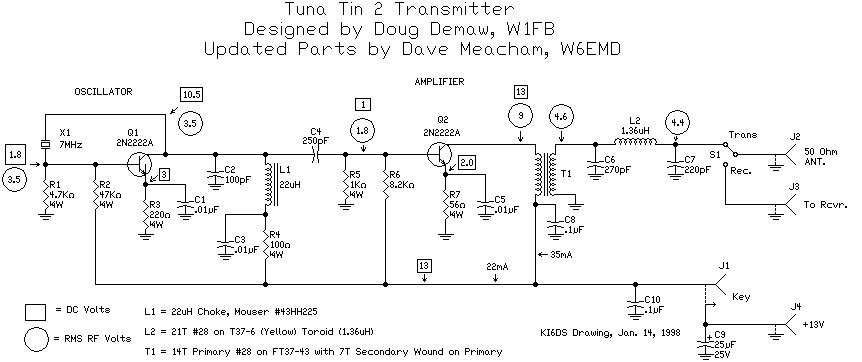 Tuna Tin 2 Transmitter
Designed by Doug Demaw, W1FB
Updated Parts by Dave Meacham, W6EMD
OSCILLATOR
AMPLIFIER
10.5
3.5
X1
7MHz
Q1
2N2222A
1.8
3.5
3
R1
4.7KΩ
¼W
R2
47KΩ
¼W
R3
220Ω
¼W
C1
.01µF
C2
100pF
C3
.01µF
L1
22uH
R4
100Ω
¼W
C4
250pF
1
1.8
R5
1KΩ
¼W
R6
8.2KΩ
Q2
2N2222A
2.0
R7
56Ω
¼W
C5
.01µF
13
9
4.6
T1
C8
.1µF
35mA
L2
1.36uH
C6
270pF
4.4
C7
220pF
S1
Trans
Rec.
J2
50 Ohm
ANT.
J3
To Rcvr.
13
22mA
J1
Key
C10
.1µF
J4
+13V
+
C9
25µF
25V
KI6DS Drawing, Jan. 14, 1998
= DC Volts
= RMS RF Volts
L1 = 22uH Choke, Mouser #43HH225
L2 = 21T #28 on T37-6 (Yellow) Toroid (1.36uH)
T1 = 14T Primary #28 on FT37-43 with 7T Secondary Wound on Primary